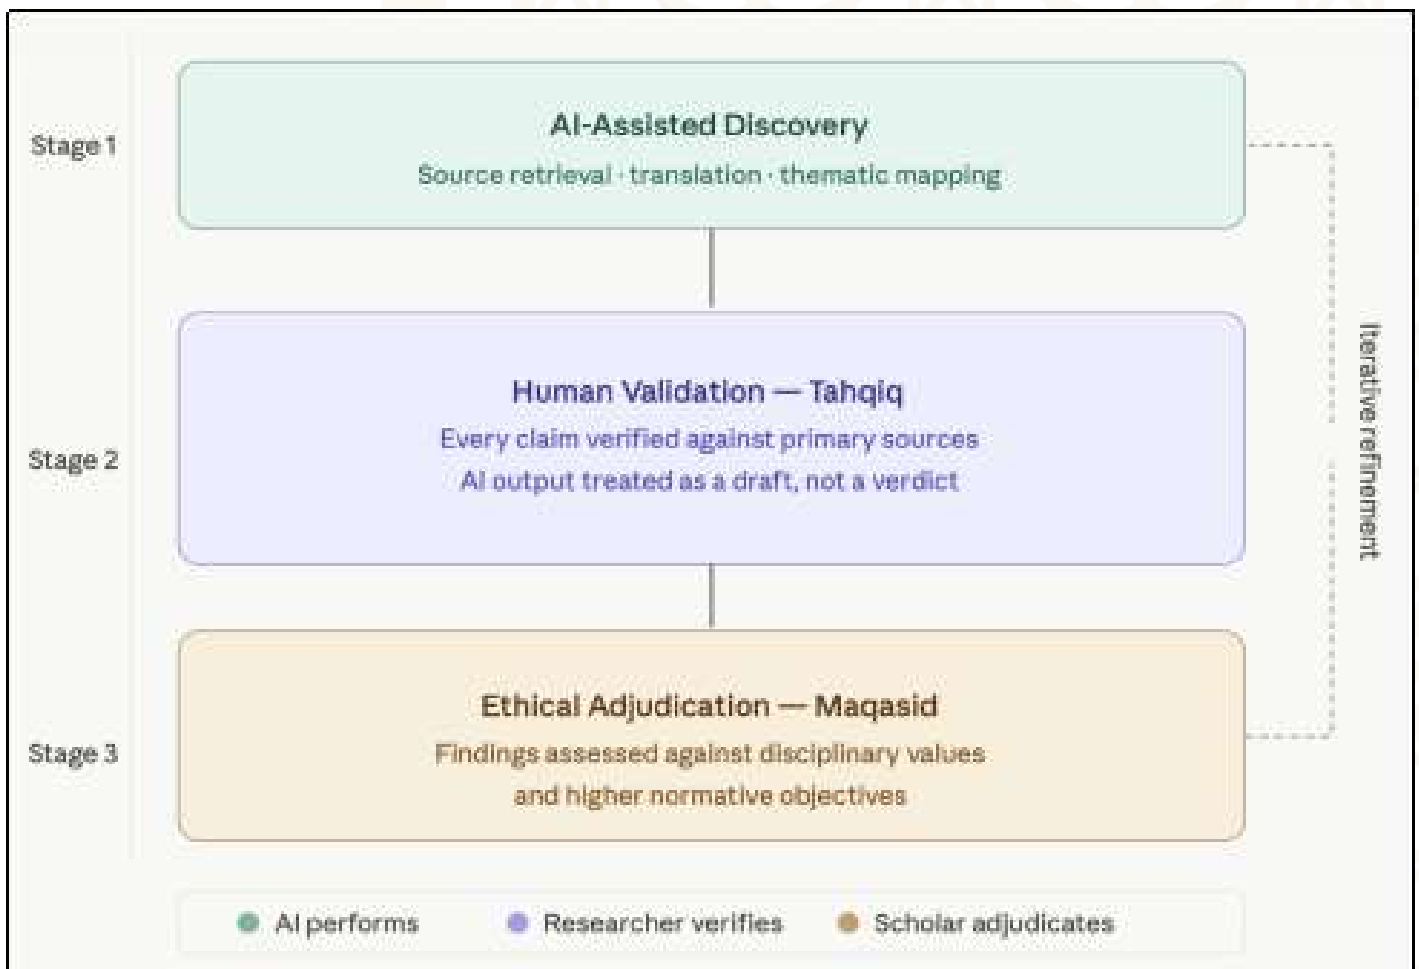 Stage 1
AI-Assisted Discovery
Source retrieval · translation · thematic mapping
Stage 2
Human Validation — Tahqiq
Every claim verified against primary sources
AI output treated as a draft, not a verdict
Iterative refinement
Stage 3
Ethical Adjudication — Maqasid
Findings assessed against disciplinary values
and higher normative objectives
AI performs
Researcher verifies
Scholar adjudicates